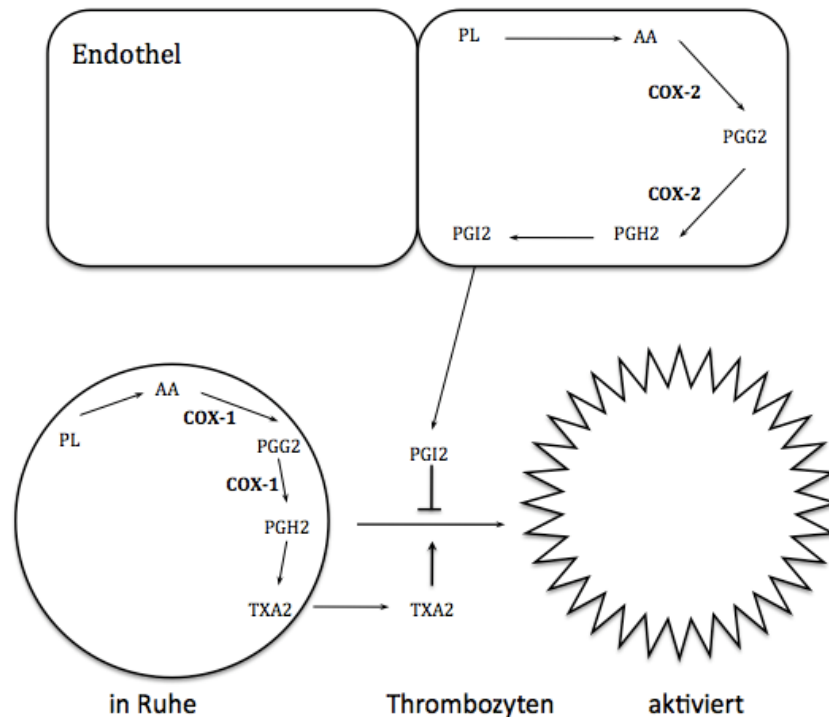 Endothel
PL
AA
COX-2
PGG2
COX-2
PGI2
PGH2
AA
COX-1
PL
PGG2
COX-1
PGH2
TXA2
PGI2
TXA2
in Ruhe
Thrombozyten
aktiviert